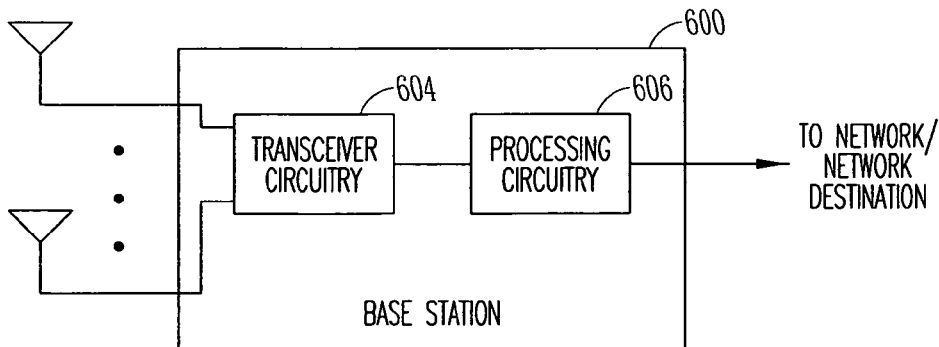 600
604
606
TRANSCEIVER
CIRCUITRY
PROCESSING
CIRCUITRY
TO NETWORK/
NETWORK
DESTINATION
BASE STATION